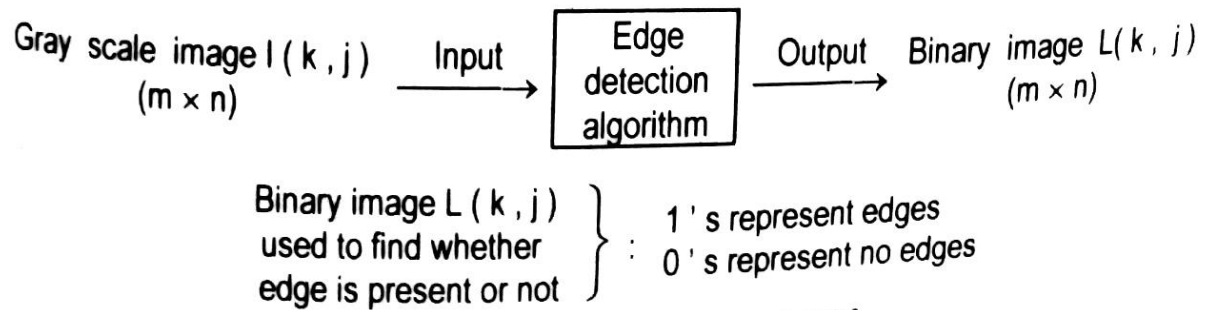 Gray scale image I ( k , j )
(m × n)
Input
Edge
detection
algorithm
Output
Binary image L( k , j )
(m × n)
Binary image L ( k , j )
used to find whether
edge is present or not
:
1 ' s represent edges
0 ' s represent no edges